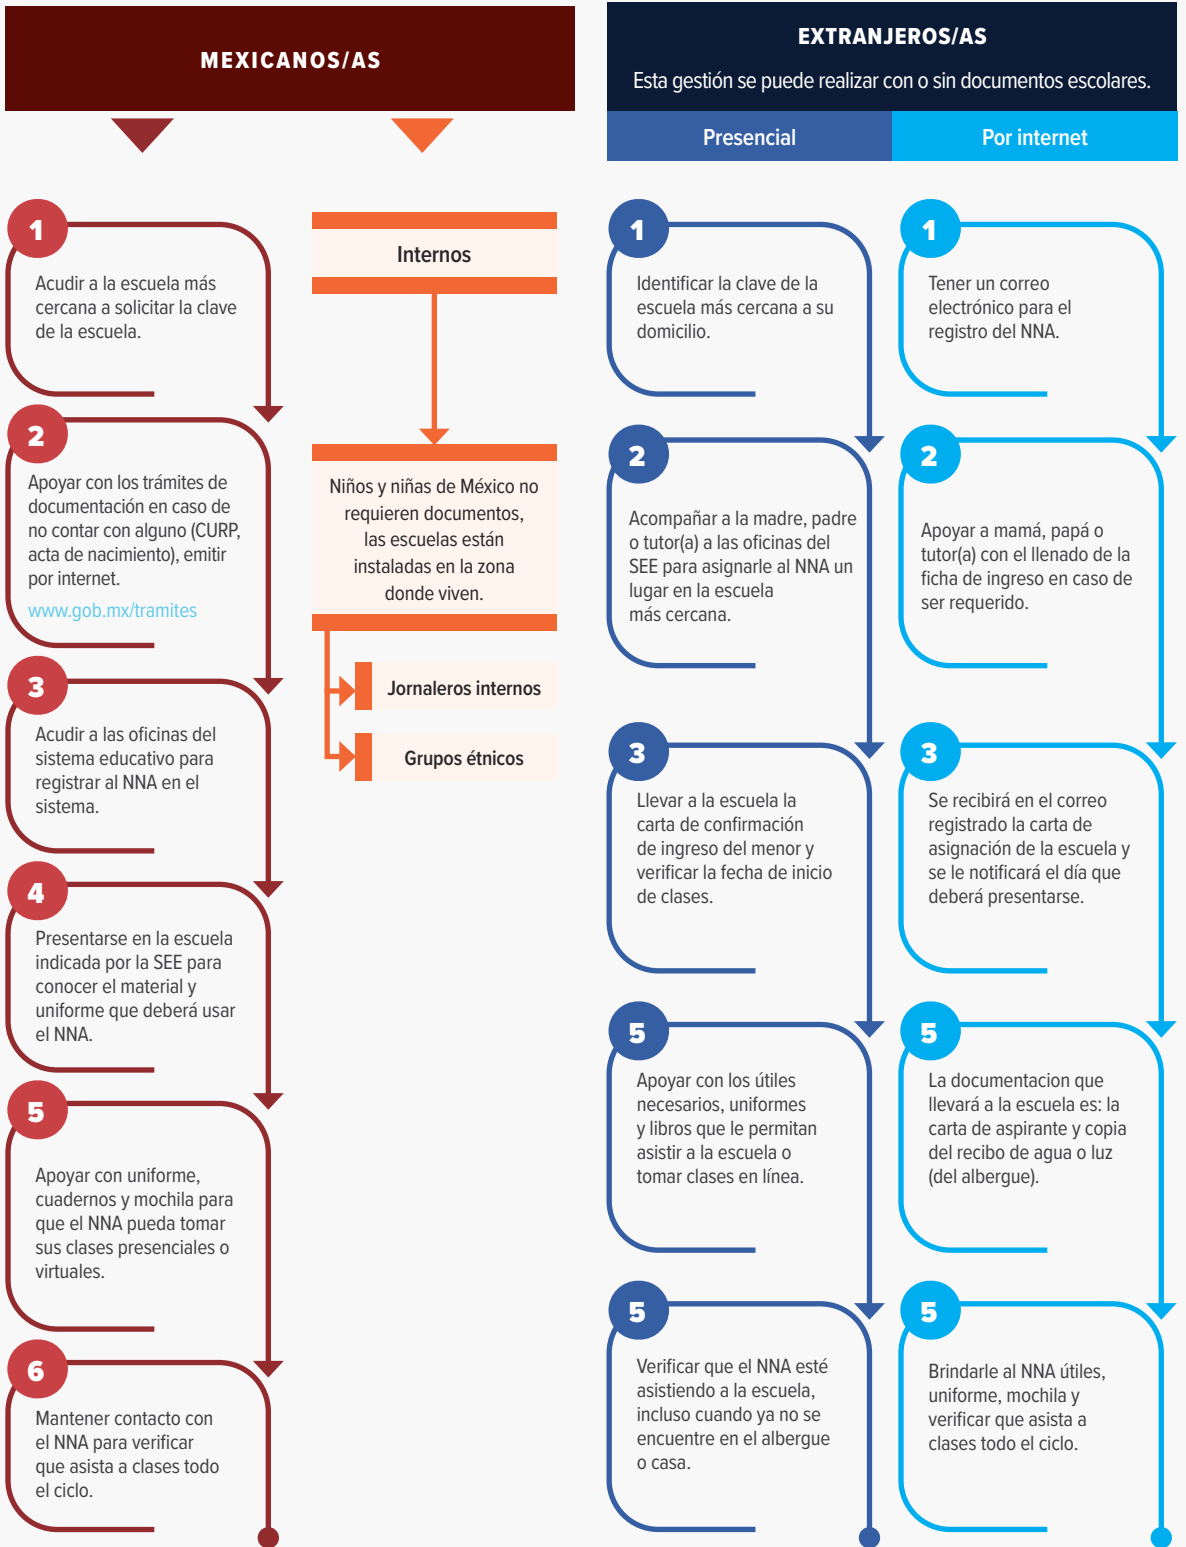 MEXICANOS/AS
1
Acudir a la escuela más
cercana a solicitar la clave
de la escuela.
2
Apoyar con los trámites de
documentación en caso de
no contar con alguno (CURP,
acta de nacimiento), emitir
por internet.
www.gob.mx/tramites
3
Acudir a las oficinas del
sistema educativo para
registrar al NNA en el
sistema.
4
Presentarse en la escuela
indicada por la SEE para
conocer el material y
uniforme que deberá usar
el NNA.
5
Apoyar con uniforme,
cuadernos y mochila para
que el NNA pueda tomar
sus clases presenciales o
virtuales.
6
Mantener contacto con
el NNA para verificar
que asista a clases todo
el ciclo.
Internos
Niños y niñas de México no
requieren documentos,
las escuelas están
instaladas en la zona
donde viven.
Jornaleros internos
Grupos étnicos
EXTRANJEROS/AS
Esta gestión se puede realizar con o sin documentos escolares.
Presencial
1
Identificar la clave de la
escuela más cercana a su
domicilio.
2
Acompañar a la madre, padre
o tutor(a) a las oficinas del
SEE para asignarle al NNA un
lugar en la escuela
más cercana.
3
Llevar a la escuela la
carta de confirmación
de ingreso del menor y
verificar la fecha de inicio
de clases.
5
Apoyar con los útiles
necesarios, uniformes
y libros que le permitan
asistir a la escuela o
tomar clases en línea.
5
Verificar que el NNA esté
asistiendo a la escuela,
incluso cuando ya no se
encuentre en el albergue
o casa.
Por internet
1
Tener un correo
electrónico para el
registro del NNA.
2
Apoyar a mamá, papá o
tutor(a) con el llenado de la
ficha de ingreso en caso de
ser requerido.
3
Se recibirá en el correo
registrado la carta de
asignación de la escuela y
se le notificará el día que
deberá presentarse.
5
La documentacion que
llevará a la escuela es: la
carta de aspirante y copia
del recibo de agua o luz
(del albergue).
5
Brindarle al NNA útiles,
uniforme, mochila y
verificar que asista a
clases todo el ciclo.